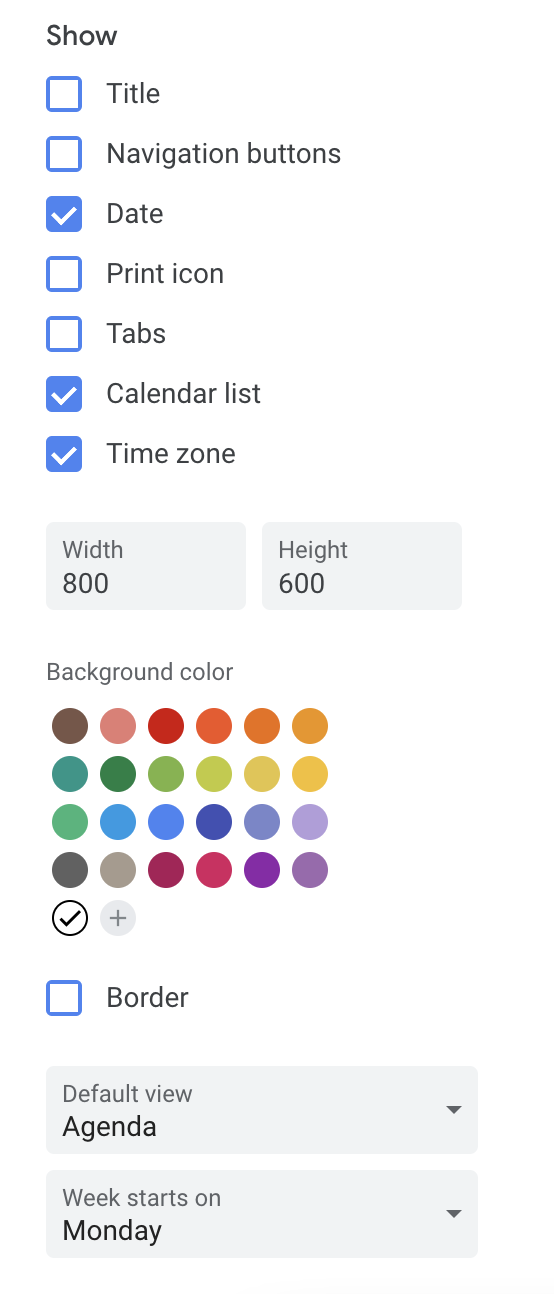 Show
Title
Navigation buttons
Date
Print icon
Tabs
Calendar list
Time zone
Width
800
Height
600
Background color
Border
Default view
Agenda
Week starts on
Monday